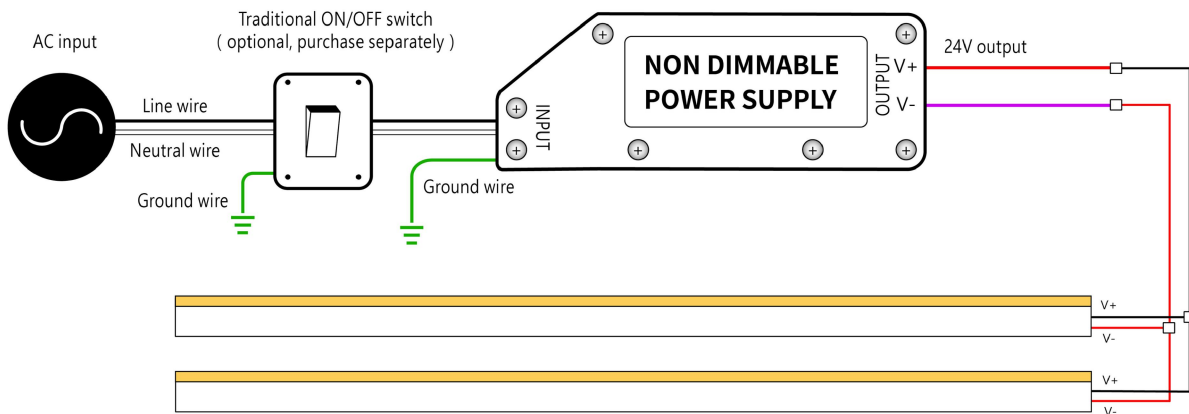 AC input
Traditional ON/OFF switch
( optional, purchase separately )
Line wire
Neutral wire
Ground wire
Ground wire
INPUT
NON DIMMABLE
POWER SUPPLY
OUTPUT
V+
V-
24V output
V+
V-
V+
V-